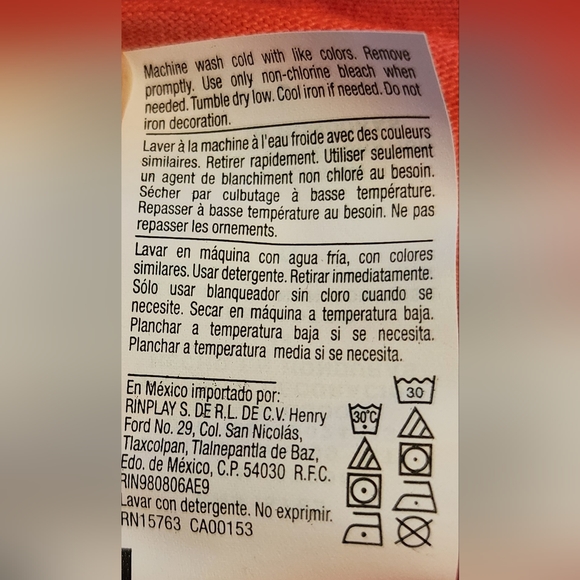 Machine wash cold with like colors. Remove
promptly. Use only non-chlorine bleach when
needed. Tumble dry low. Cool iron if needed. Do not
iron decoration.
Laver à la machine à l'eau froide avec des couleurs
similaires. Retirer rapidement. Utiliser seulement
un agent de blanchiment non chloré au besoin.
Sécher par culbutage à basse température.
Repasser à basse température au besoin. Ne pas
repasser les ornements.
Lavar en máquina con agua fría, con colores
similares. Usar detergente. Retirar inmediatamente.
Sólo usar blanqueador sin cloro cuando se
necesite. Secar en máquina a temperatura baja.
Planchar a temperatura baja si se necesita.
Planchar a temperatura media si se necesita.
En México importado por:
RINPLAY S. DE R.L. DE C.V. Henry
Ford No. 29, Col. San Nicolás,
Tlaxcolpan, Tlalnepantla de Baz,
Edo. de México, C.P. 54030 R.F.C.
RIN980806AE9
Lavar con detergente. No exprimir.
RN15763 CA00153
30
30°C